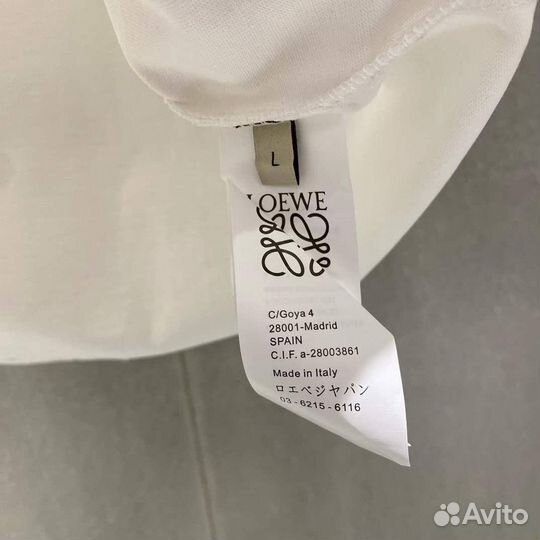 L
LOEWE
C/Goya 4
28001-Madrid
SPAIN
C.I.F. a-28003861
Made in Italy
ロエベジャパン
03-6215-6116
Avito